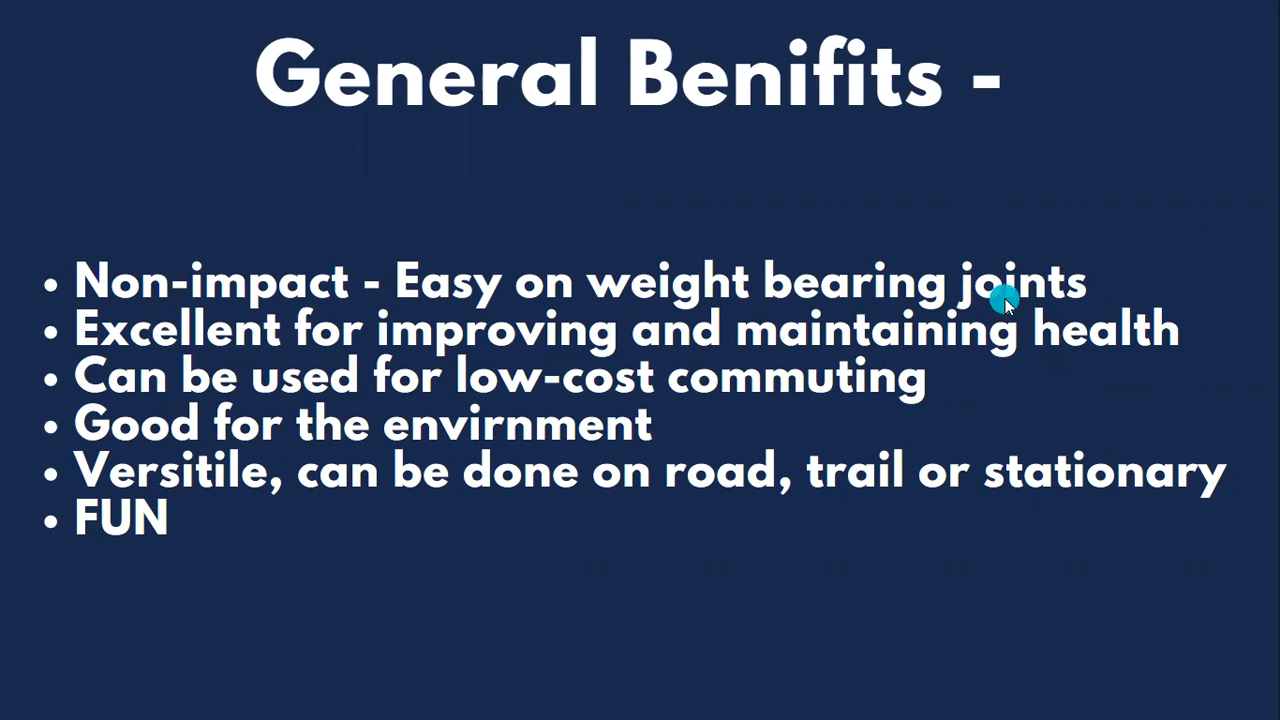 General Benifits -
• Non-impact - Easy on weight bearing joints
• Excellent for improving and maintaining health
• Can be used for low-cost commuting
• Good for the envirnment
• Versitile, can be done on road, trail or stationary
• FUN